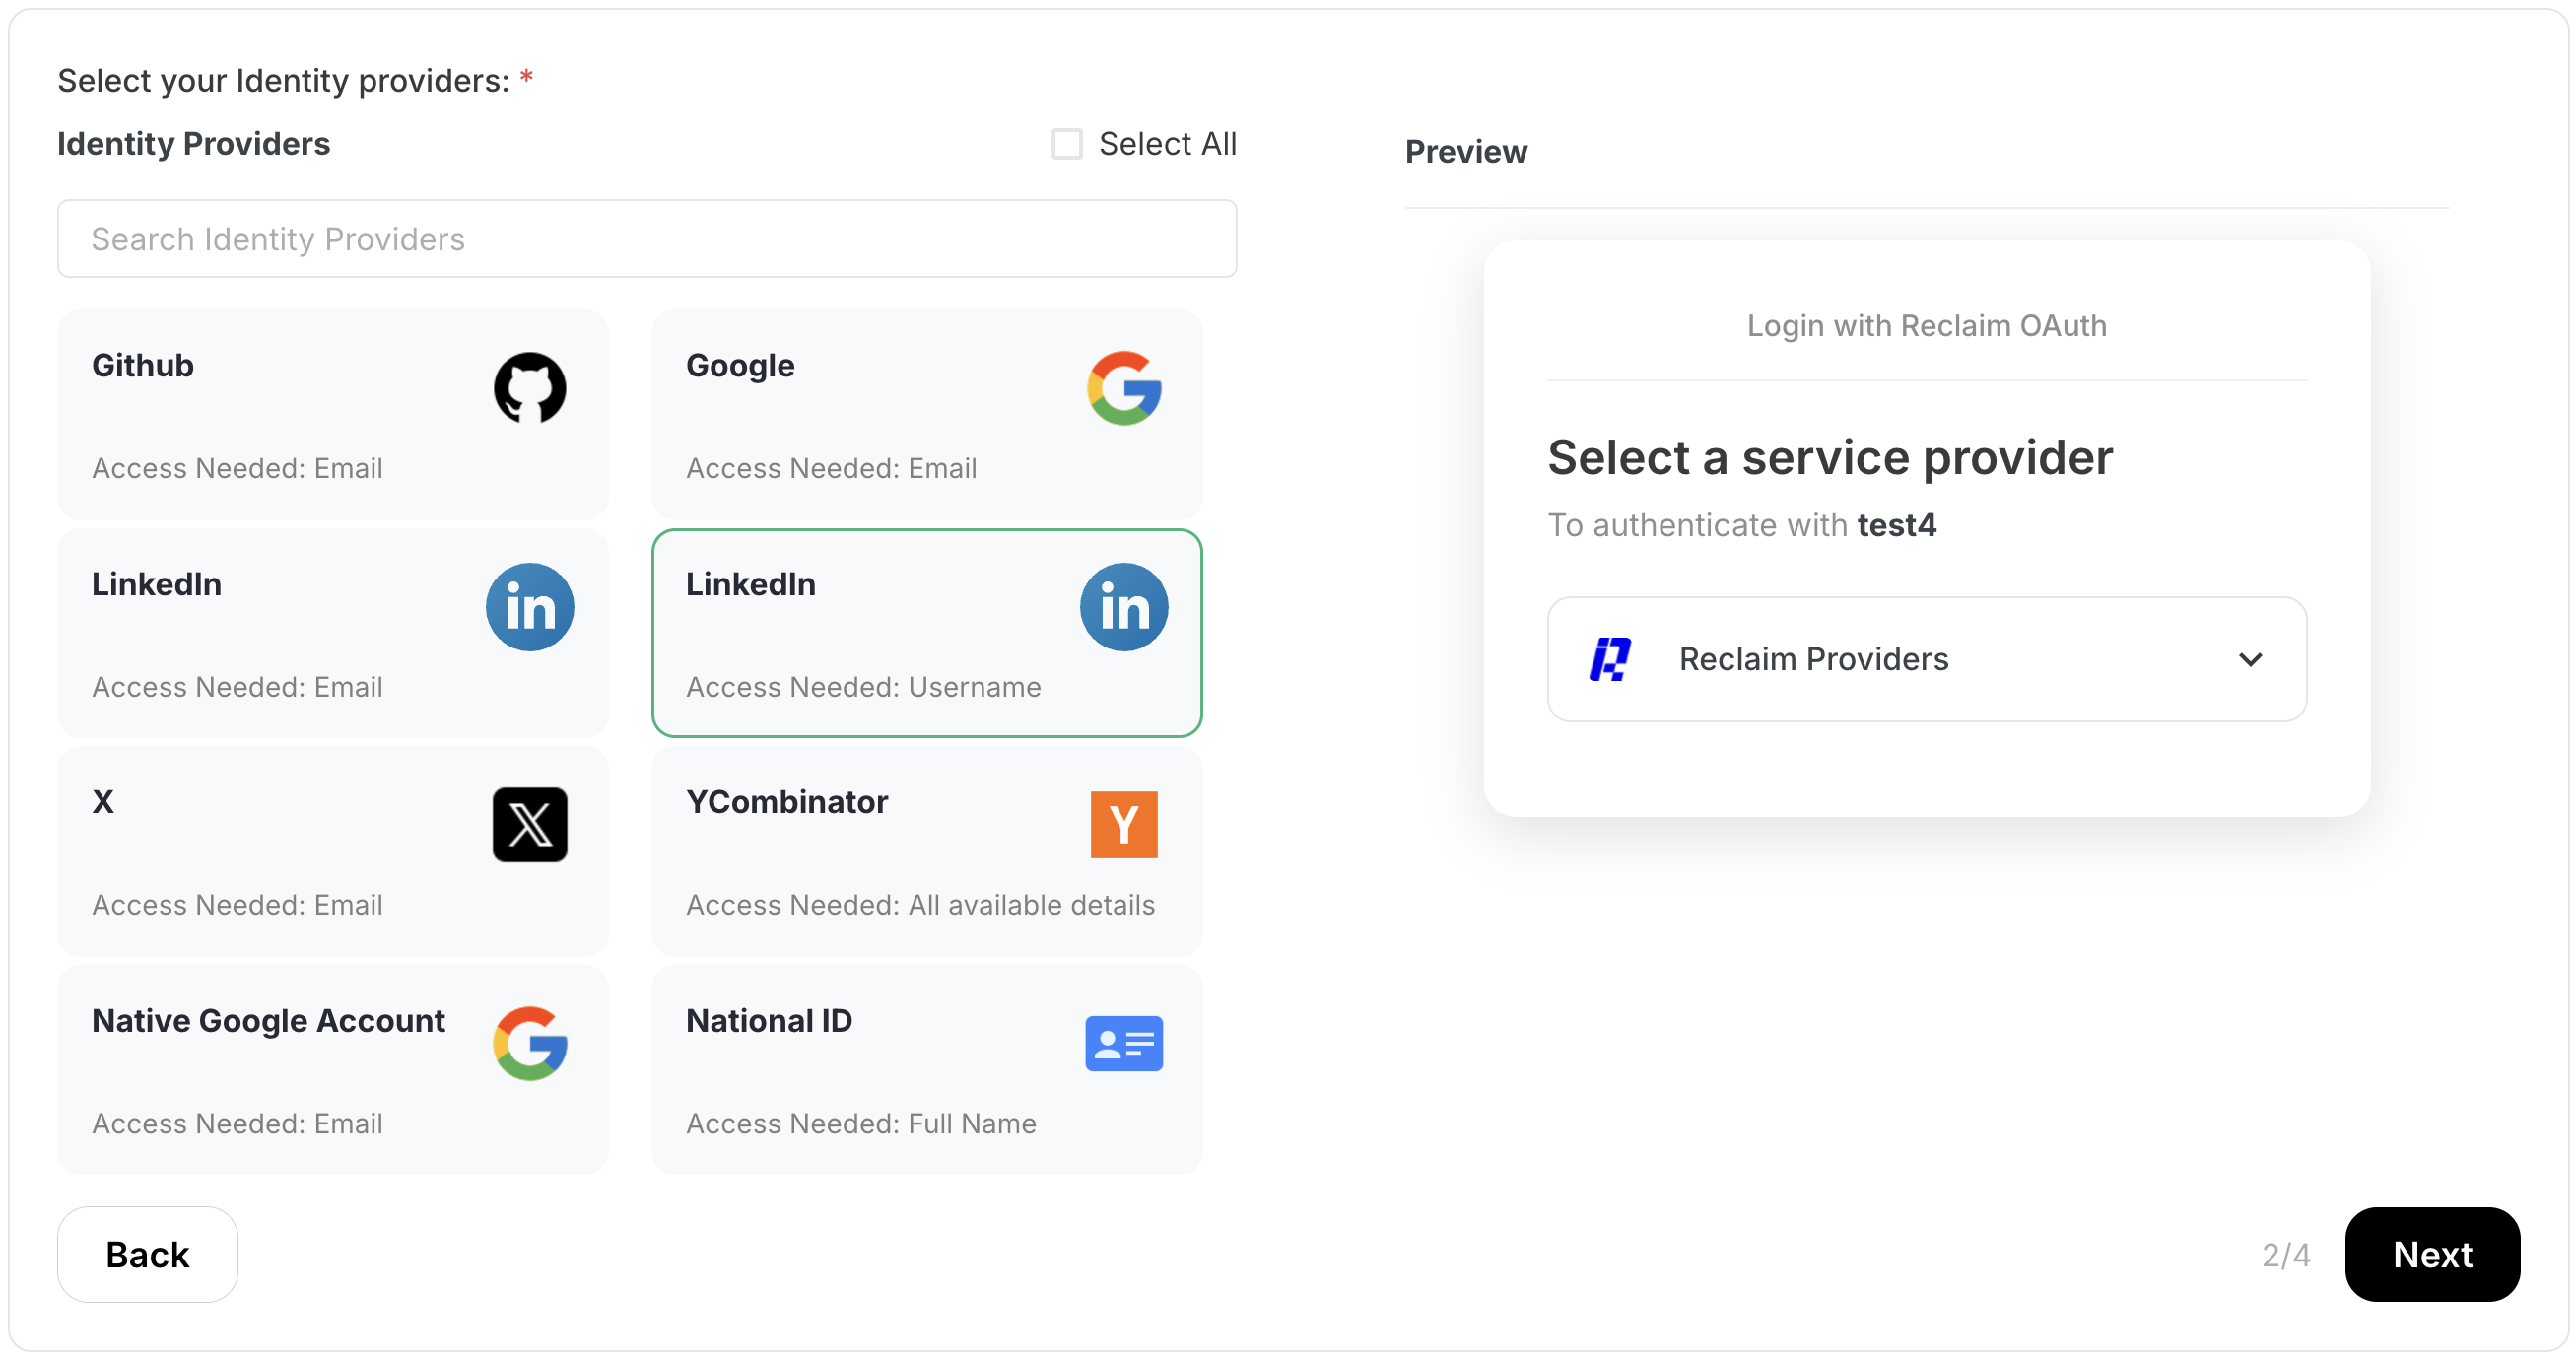 Select your Identity providers: *
Identity Providers
Select All
Search Identity Providers
Github
Access Needed: Email
Google
Access Needed: Email
LinkedIn
in
Access Needed: Email
LinkedIn
in
Access Needed: Username
X
X
Access Needed: Email
YCombinator
Y
Access Needed: All available details
Native Google Account
Access Needed: Email
National ID
Access Needed: Full Name
Back
Preview
Login with Reclaim OAuth
Select a service provider
To authenticate with test4
Reclaim Providers
2/4
Next